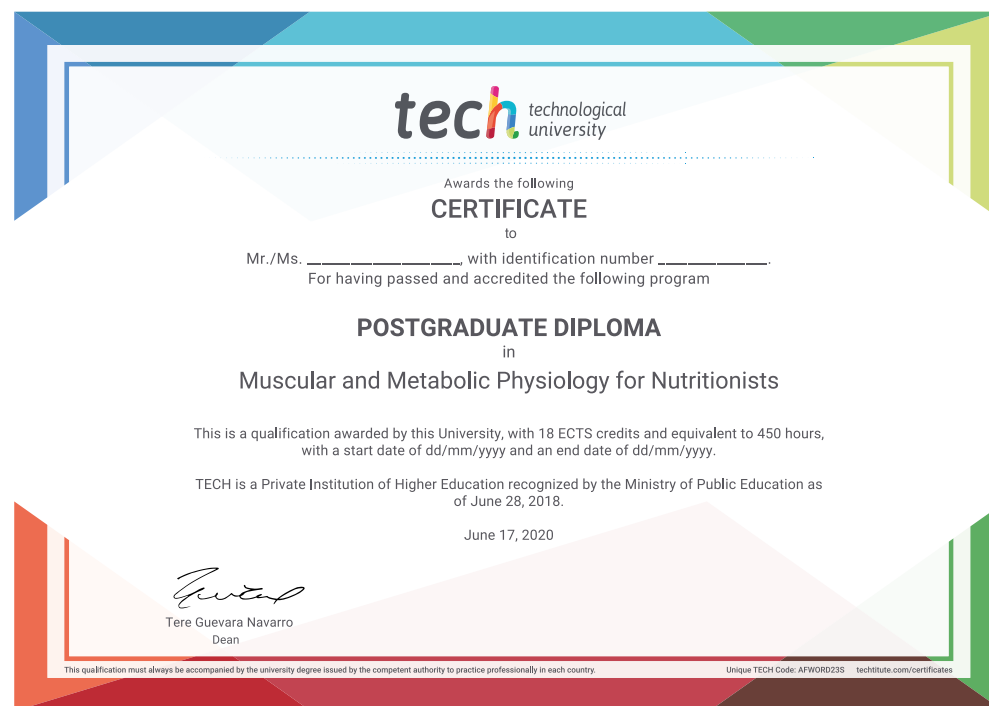 tech technological
university
Awards the following
CERTIFICATE
to
Mr./Ms. ____________________, with identification number ______________.
For having passed and accredited the following program
POSTGRADUATE DIPLOMA
in
Muscular and Metabolic Physiology for Nutritionists
This is a qualification awarded by this University, with 18 ECTS credits and equivalent to 450 hours,
with a start date of dd/mm/yyyy and an end date of dd/mm/yyyy.
TECH is a Private Institution of Higher Education recognized by the Ministry of Public Education as
of June 28, 2018.
June 17, 2020
Tere Guevara Navarro
Dean
This qualification must always be accompanied by the university degree issued by the competent authority to practice professionally in each country. Unique TECH Code: AFWORD23S techtitute.com/certificates